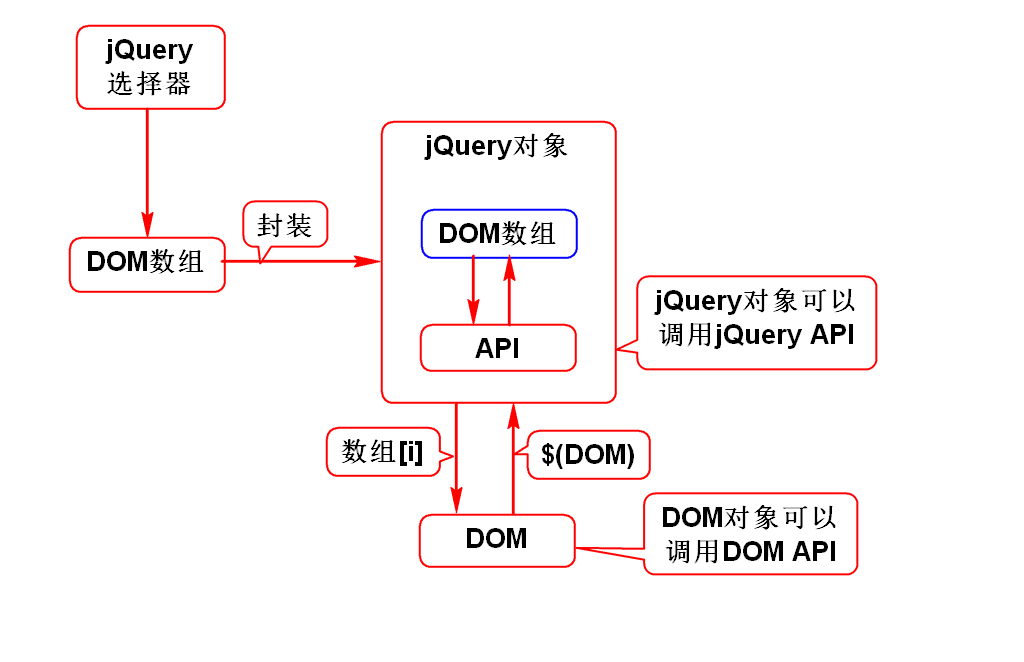 jQuery
选择器
jQuery对象
封装
DOM数组
DOM数组
API
jQuery对象可以
调用jQuery API
数组[i]
$(DOM)
DOM
DOM对象可以
调用DOM API